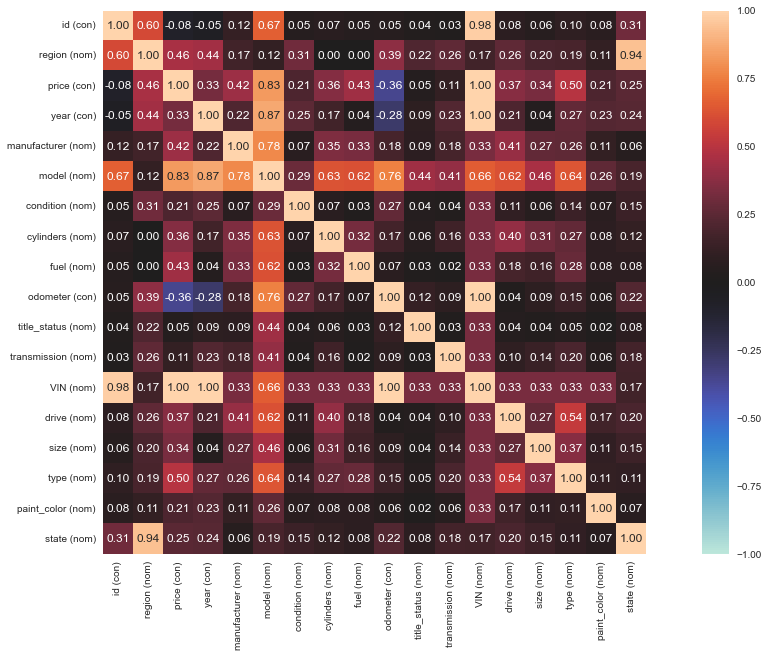 id (con) 1.00 0.60 -0.08 -0.05 0.12 0.67 0.05 0.07 0.05 0.05 0.04 0.03 0.98 0.08 0.06 0.10 0.08 0.31
region (nom) 0.60 1.00 0.46 0.44 0.17 0.12 0.31 0.00 0.00 0.39 0.22 0.26 0.17 0.26 0.20 0.19 0.11 0.94
price (con) -0.08 0.46 1.00 0.33 0.42 0.83 0.21 0.36 0.43 -0.36 0.05 0.11 1.00 0.37 0.34 0.50 0.21 0.25
year (con) -0.05 0.44 0.33 1.00 0.22 0.87 0.25 0.17 0.04 -0.28 0.09 0.23 1.00 0.21 0.04 0.27 0.23 0.24
manufacturer (nom) 0.12 0.17 0.42 0.22 1.00 0.78 0.07 0.35 0.33 0.18 0.09 0.18 0.33 0.41 0.27 0.26 0.11 0.06
model (nom) 0.67 0.12 0.83 0.87 0.78 1.00 0.29 0.63 0.62 0.76 0.44 0.41 0.66 0.62 0.46 0.64 0.26 0.19
condition (nom) 0.05 0.31 0.21 0.25 0.07 0.29 1.00 0.07 0.03 0.27 0.04 0.04 0.33 0.11 0.06 0.14 0.07 0.15
cylinders (nom) 0.07 0.00 0.36 0.17 0.35 0.63 0.07 1.00 0.32 0.17 0.06 0.16 0.33 0.40 0.31 0.27 0.08 0.12
fuel (nom) 0.05 0.00 0.43 0.04 0.33 0.62 0.03 0.32 1.00 0.07 0.03 0.02 0.33 0.18 0.16 0.28 0.08 0.08
odometer (con) 0.05 0.39 -0.36 -0.28 0.18 0.76 0.27 0.17 0.07 1.00 0.12 0.09 1.00 0.04 0.09 0.15 0.06 0.22
title_status (nom) 0.04 0.22 0.05 0.09 0.09 0.44 0.04 0.06 0.03 0.12 1.00 0.03 0.33 0.04 0.04 0.05 0.02 0.08
transmission (nom) 0.03 0.26 0.11 0.23 0.18 0.41 0.04 0.16 0.02 0.09 0.03 1.00 0.33 0.10 0.14 0.20 0.06 0.18
VIN (nom) 0.98 0.17 1.00 1.00 0.33 0.66 0.33 0.33 0.33 1.00 0.33 0.33 1.00 0.33 0.33 0.33 0.33 0.17
drive (nom) 0.08 0.26 0.37 0.21 0.41 0.62 0.11 0.40 0.18 0.04 0.04 0.10 0.33 1.00 0.27 0.54 0.17 0.20
size (nom) 0.06 0.20 0.34 0.04 0.27 0.46 0.06 0.31 0.16 0.09 0.04 0.14 0.33 0.27 1.00 0.37 0.11 0.15
type (nom) 0.10 0.19 0.50 0.27 0.26 0.64 0.14 0.27 0.28 0.15 0.05 0.20 0.33 0.54 0.37 1.00 0.11 0.11
paint_color (nom) 0.08 0.11 0.21 0.23 0.11 0.26 0.07 0.08 0.08 0.06 0.02 0.06 0.33 0.17 0.11 0.11 1.00 0.07
state (nom) 0.31 0.94 0.25 0.24 0.06 0.19 0.15 0.12 0.08 0.22 0.08 0.18 0.17 0.20 0.15 0.11 0.07 1.00
id (con)
region (nom)
price (con)
year (con)
manufacturer (nom)
model (nom)
condition (nom)
cylinders (nom)
fuel (nom)
odometer (con)
title_status (nom)
transmission (nom)
VIN (nom)
drive (nom)
size (nom)
type (nom)
paint_color (nom)
state (nom)
1.00
0.75
0.50
0.25
0.00
−0.25
−0.50
−0.75
−1.00